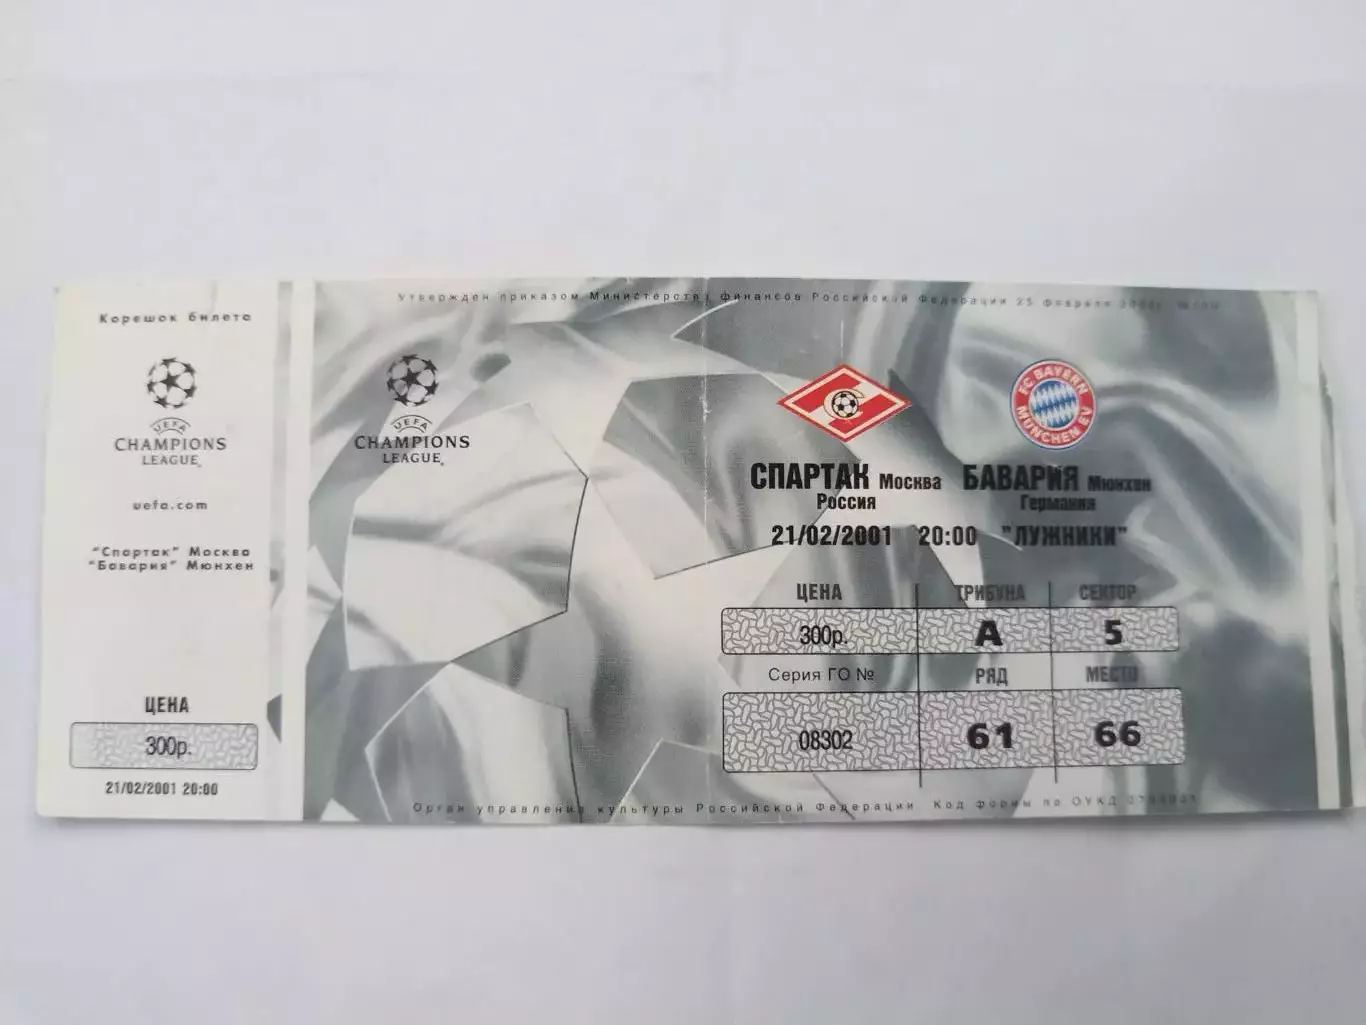 Корешок билета
UEFA
CHAMPIONS
LEAGUE
uefa.com
"Спартак" Москва
"Бавария" Мюнхен
ЦЕНА
300р.
21/02/2001 20:00
Утвержден приказом Министерства финансов Российской Федерации 25 Февраля
UEFA
CHAMPIONS
LEAGUE
FC BAYERN
MÜNCHEN EV
СПАРТАК Москва БАВАРИЯ Мюнхен
Россия Германия
21/02/2001 20:00 "ЛУЖНИКИ"
ЦЕНА ТРИБУНА СЕКТОР
300р. А 5
Серия ГО № РЯД МЕСТО
08302 61 66
Орган управления культуры Российской Федерации Код формы по ОУКД